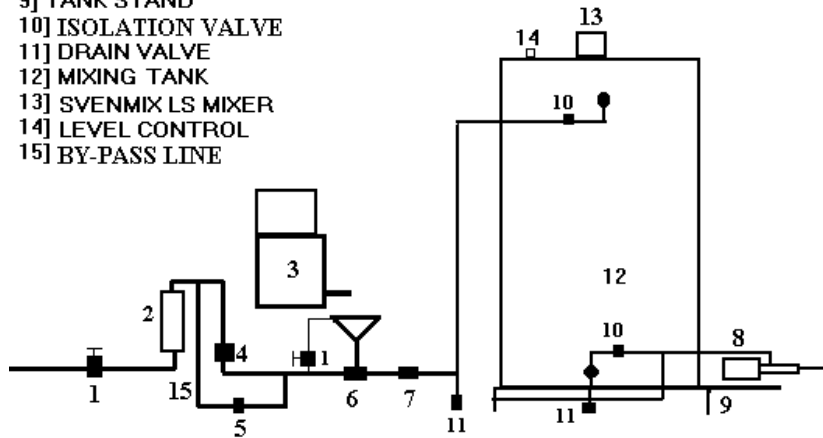 9] TANK STAND
10] ISOLATION VALVE
11] DRAIN VALVE
12] MIXING TANK
13] SVENMIX LS MIXER
14] LEVEL CONTROL
15] BY-PASS LINE
13
14
10
3
12
2
4
1
10
8
1
15
5
6
7
11
11
9